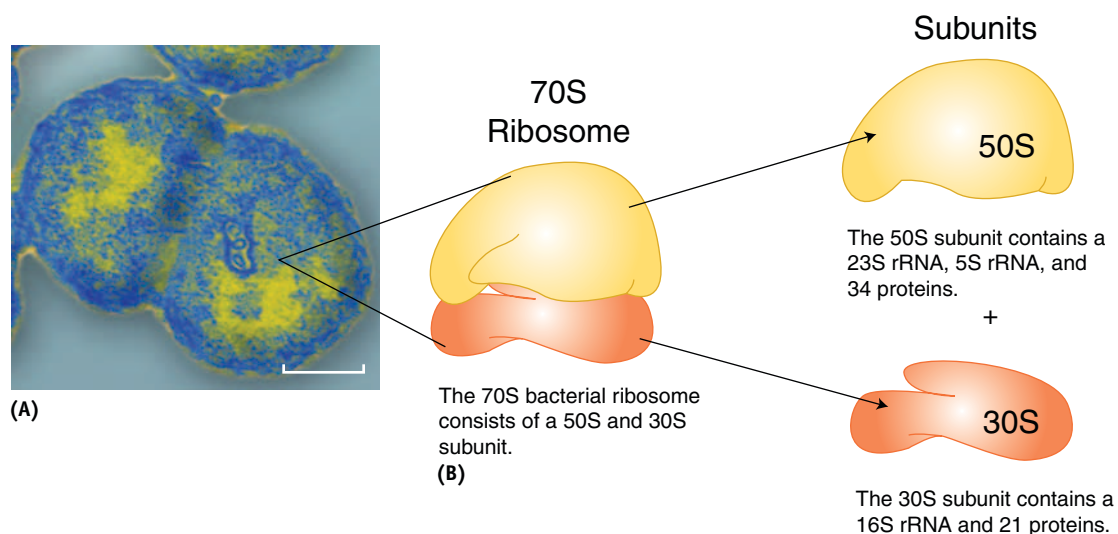 Subunits
70S
Ribosome
50S
The 50S subunit contains a
23S rRNA, 5S rRNA, and
34 proteins.
+
(A)
The 70S bacterial ribosome
consists of a 50S and 30S
subunit.
(B)
30S
The 30S subunit contains a
16S rRNA and 21 proteins.